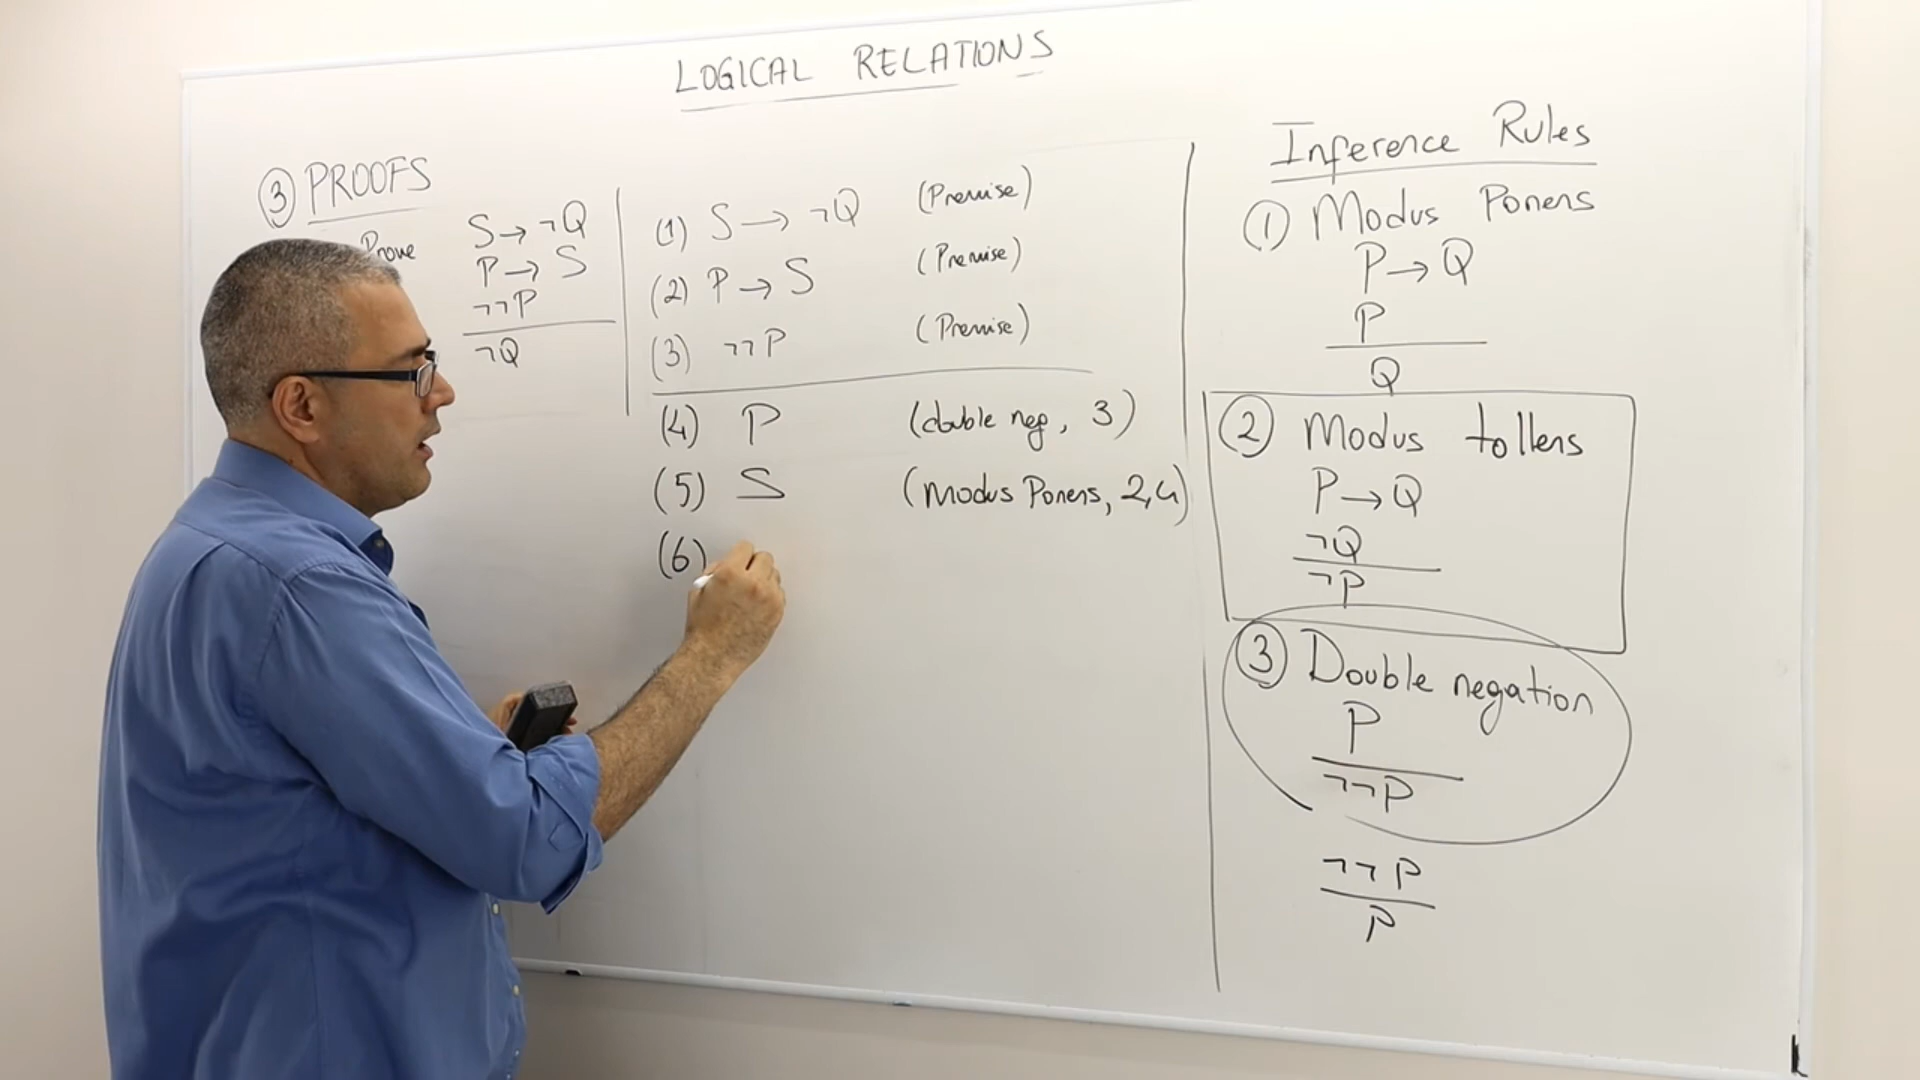 LOGICAL RELATIONS
③ PROOFS
Prove
S → ¬Q
P → S
¬¬P
¬Q
(1) S → ¬Q (Premise)
(2) P → S (Premise)
(3) ¬¬P (Premise)
(4) P (double neg, 3)
(5) S (Modus Ponens, 2,4)
(6)
Inference Rules
① Modus Ponens
P → Q
P
Q
② Modus tollens
P → Q
¬Q
¬P
③ Double negation
P
¬¬P
¬¬P
P